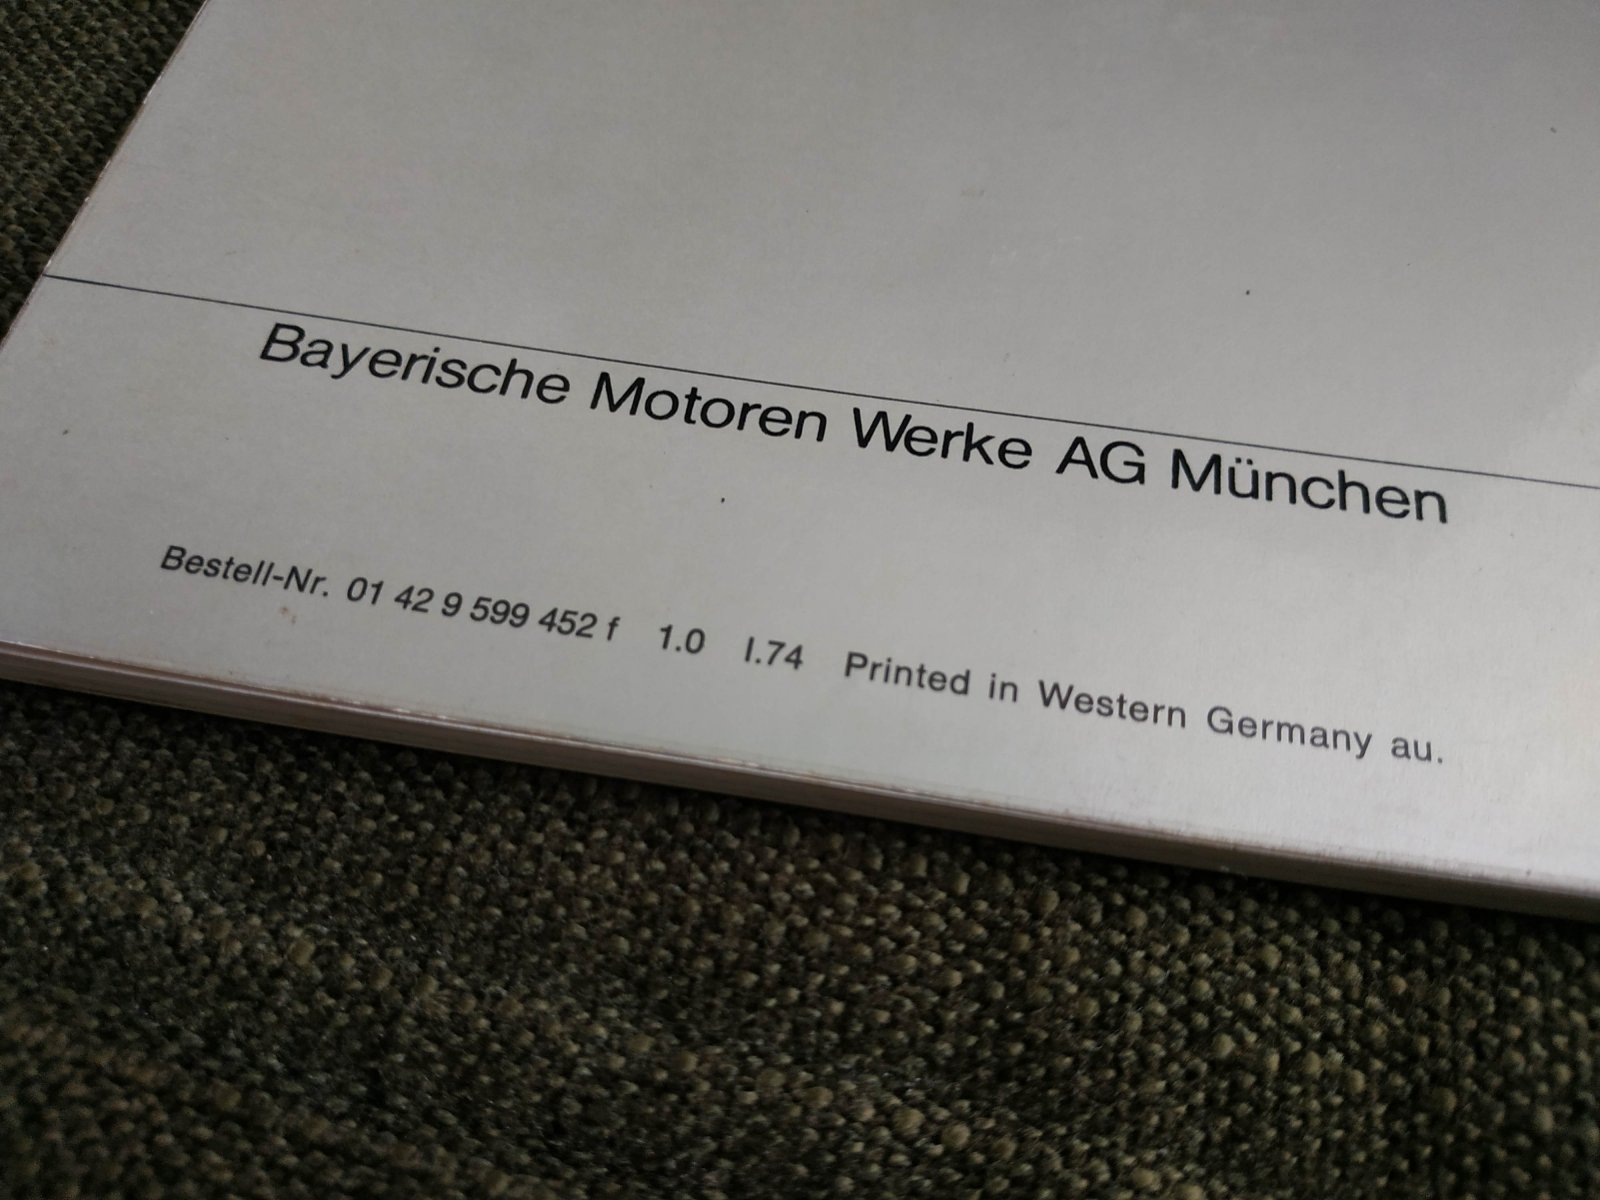 Bayerische Motoren Werke AG München
Bestell-Nr. 01 42 9 599 452 f 1.0 I.74 Printed in Western Germany au.